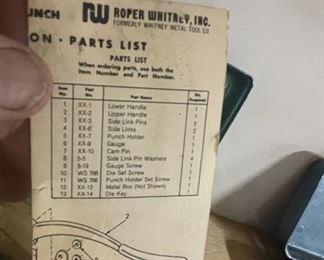 UNCH RW ROPER WHITNEY, INC.
FORMERLY WHITNEY METAL TOOL CO.
ON - PARTS LIST
PARTS LIST
When ordering parts, use both the
Item Number and Part Number.
Item No. Part No. Part Name No. Required
1 XX-1 Lower Handle 1
2 XX-2 Upper Handle 1
3 XX-3 Side Link Pins 2
4 XX-6 Side Links 2
5 XX-7 Punch Holder 1
6 XX-9 Gauge 1
7 XX-10 Cam Pin 1
8 5-5 Side Link Pin Washers 4
9 5-19 Gauge Screw 1
10 WS 786 Die Set Screw 1
11 WS 786 Punch Holder Set Screw 1
12 XX-12 Metal Box (Not Shown) 1
13 XX-14 Die Key 1
2